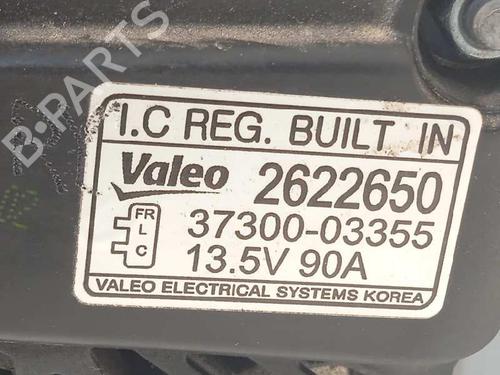 I.C REG. BUILT IN
Valeo 2622650
FR
L
C
37300-03355
13.5V 90A
VALEO ELECTRICAL SYSTEMS KOREA
B-PARTS